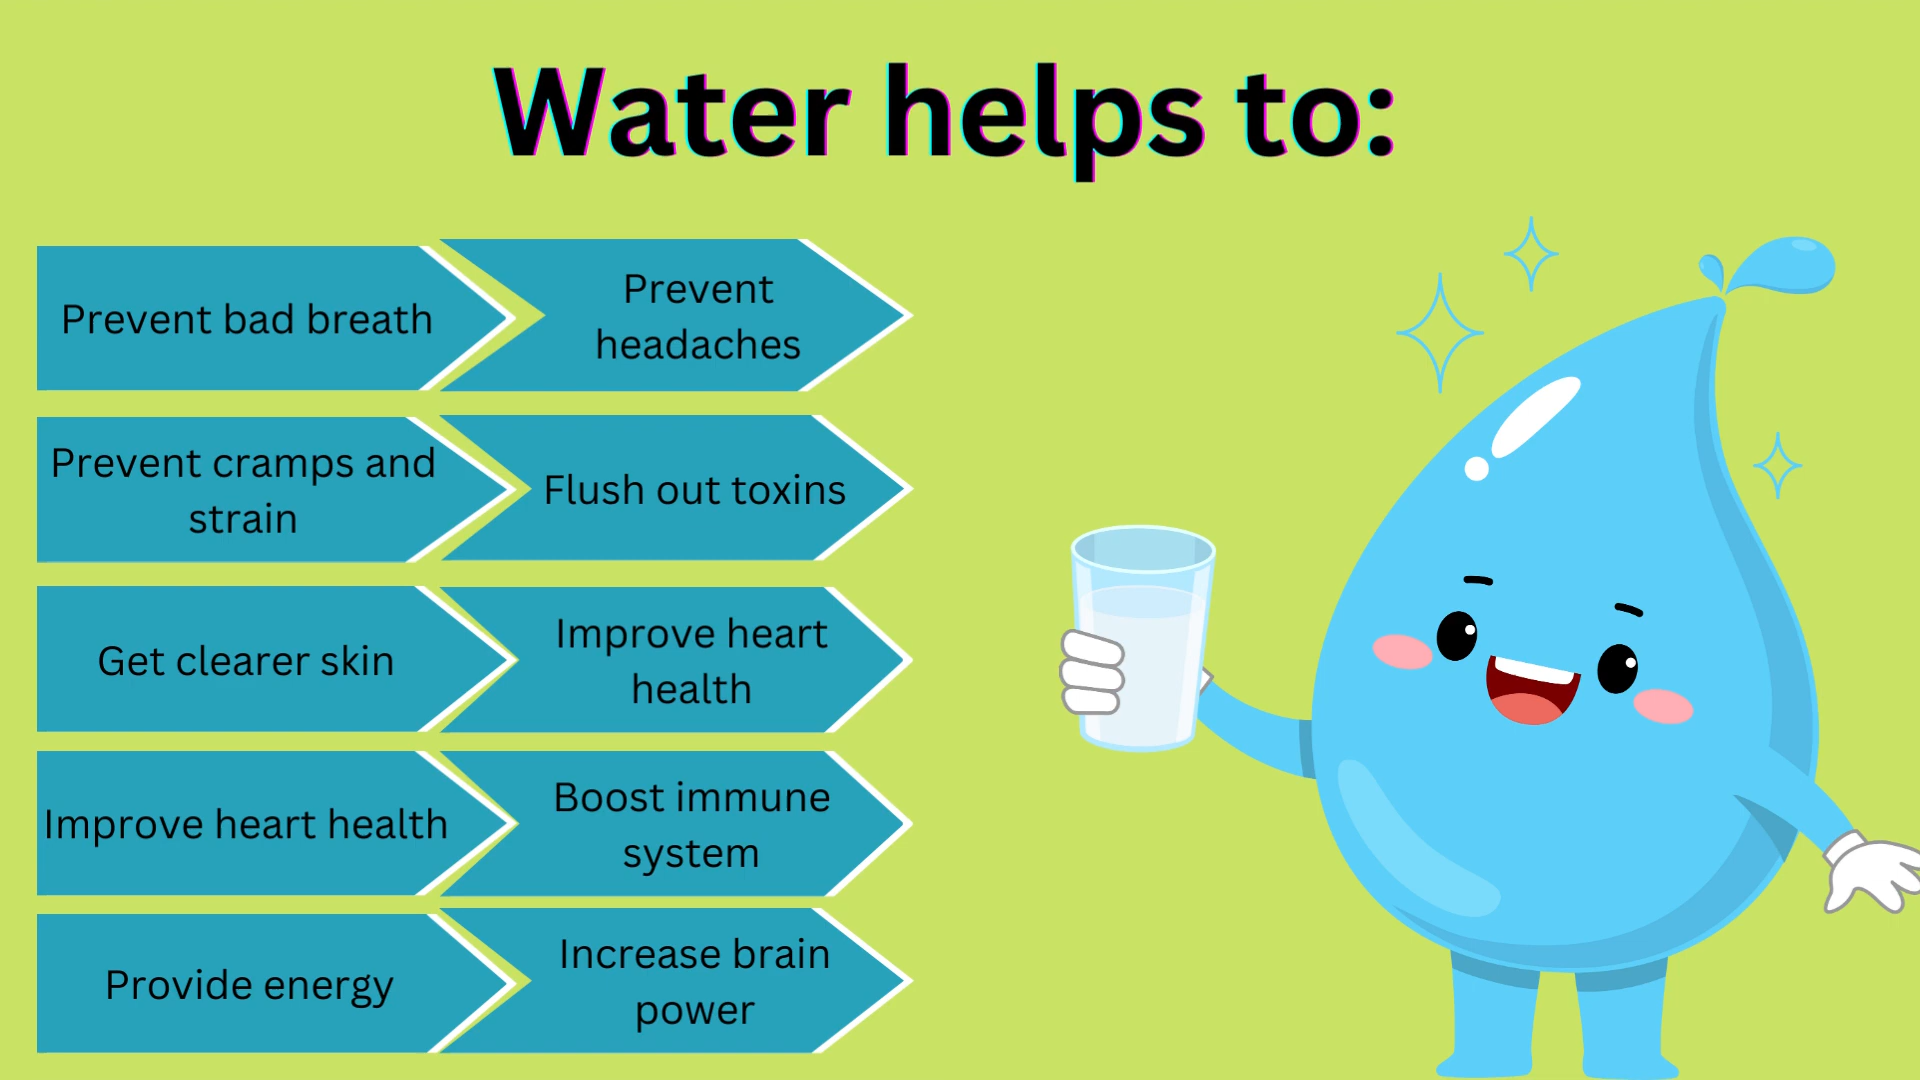 Water helps to:
Prevent bad breath
Prevent
headaches
Prevent cramps and
strain
Flush out toxins
Get clearer skin
Improve heart
health
Improve heart health
Boost immune
system
Provide energy
Increase brain
power